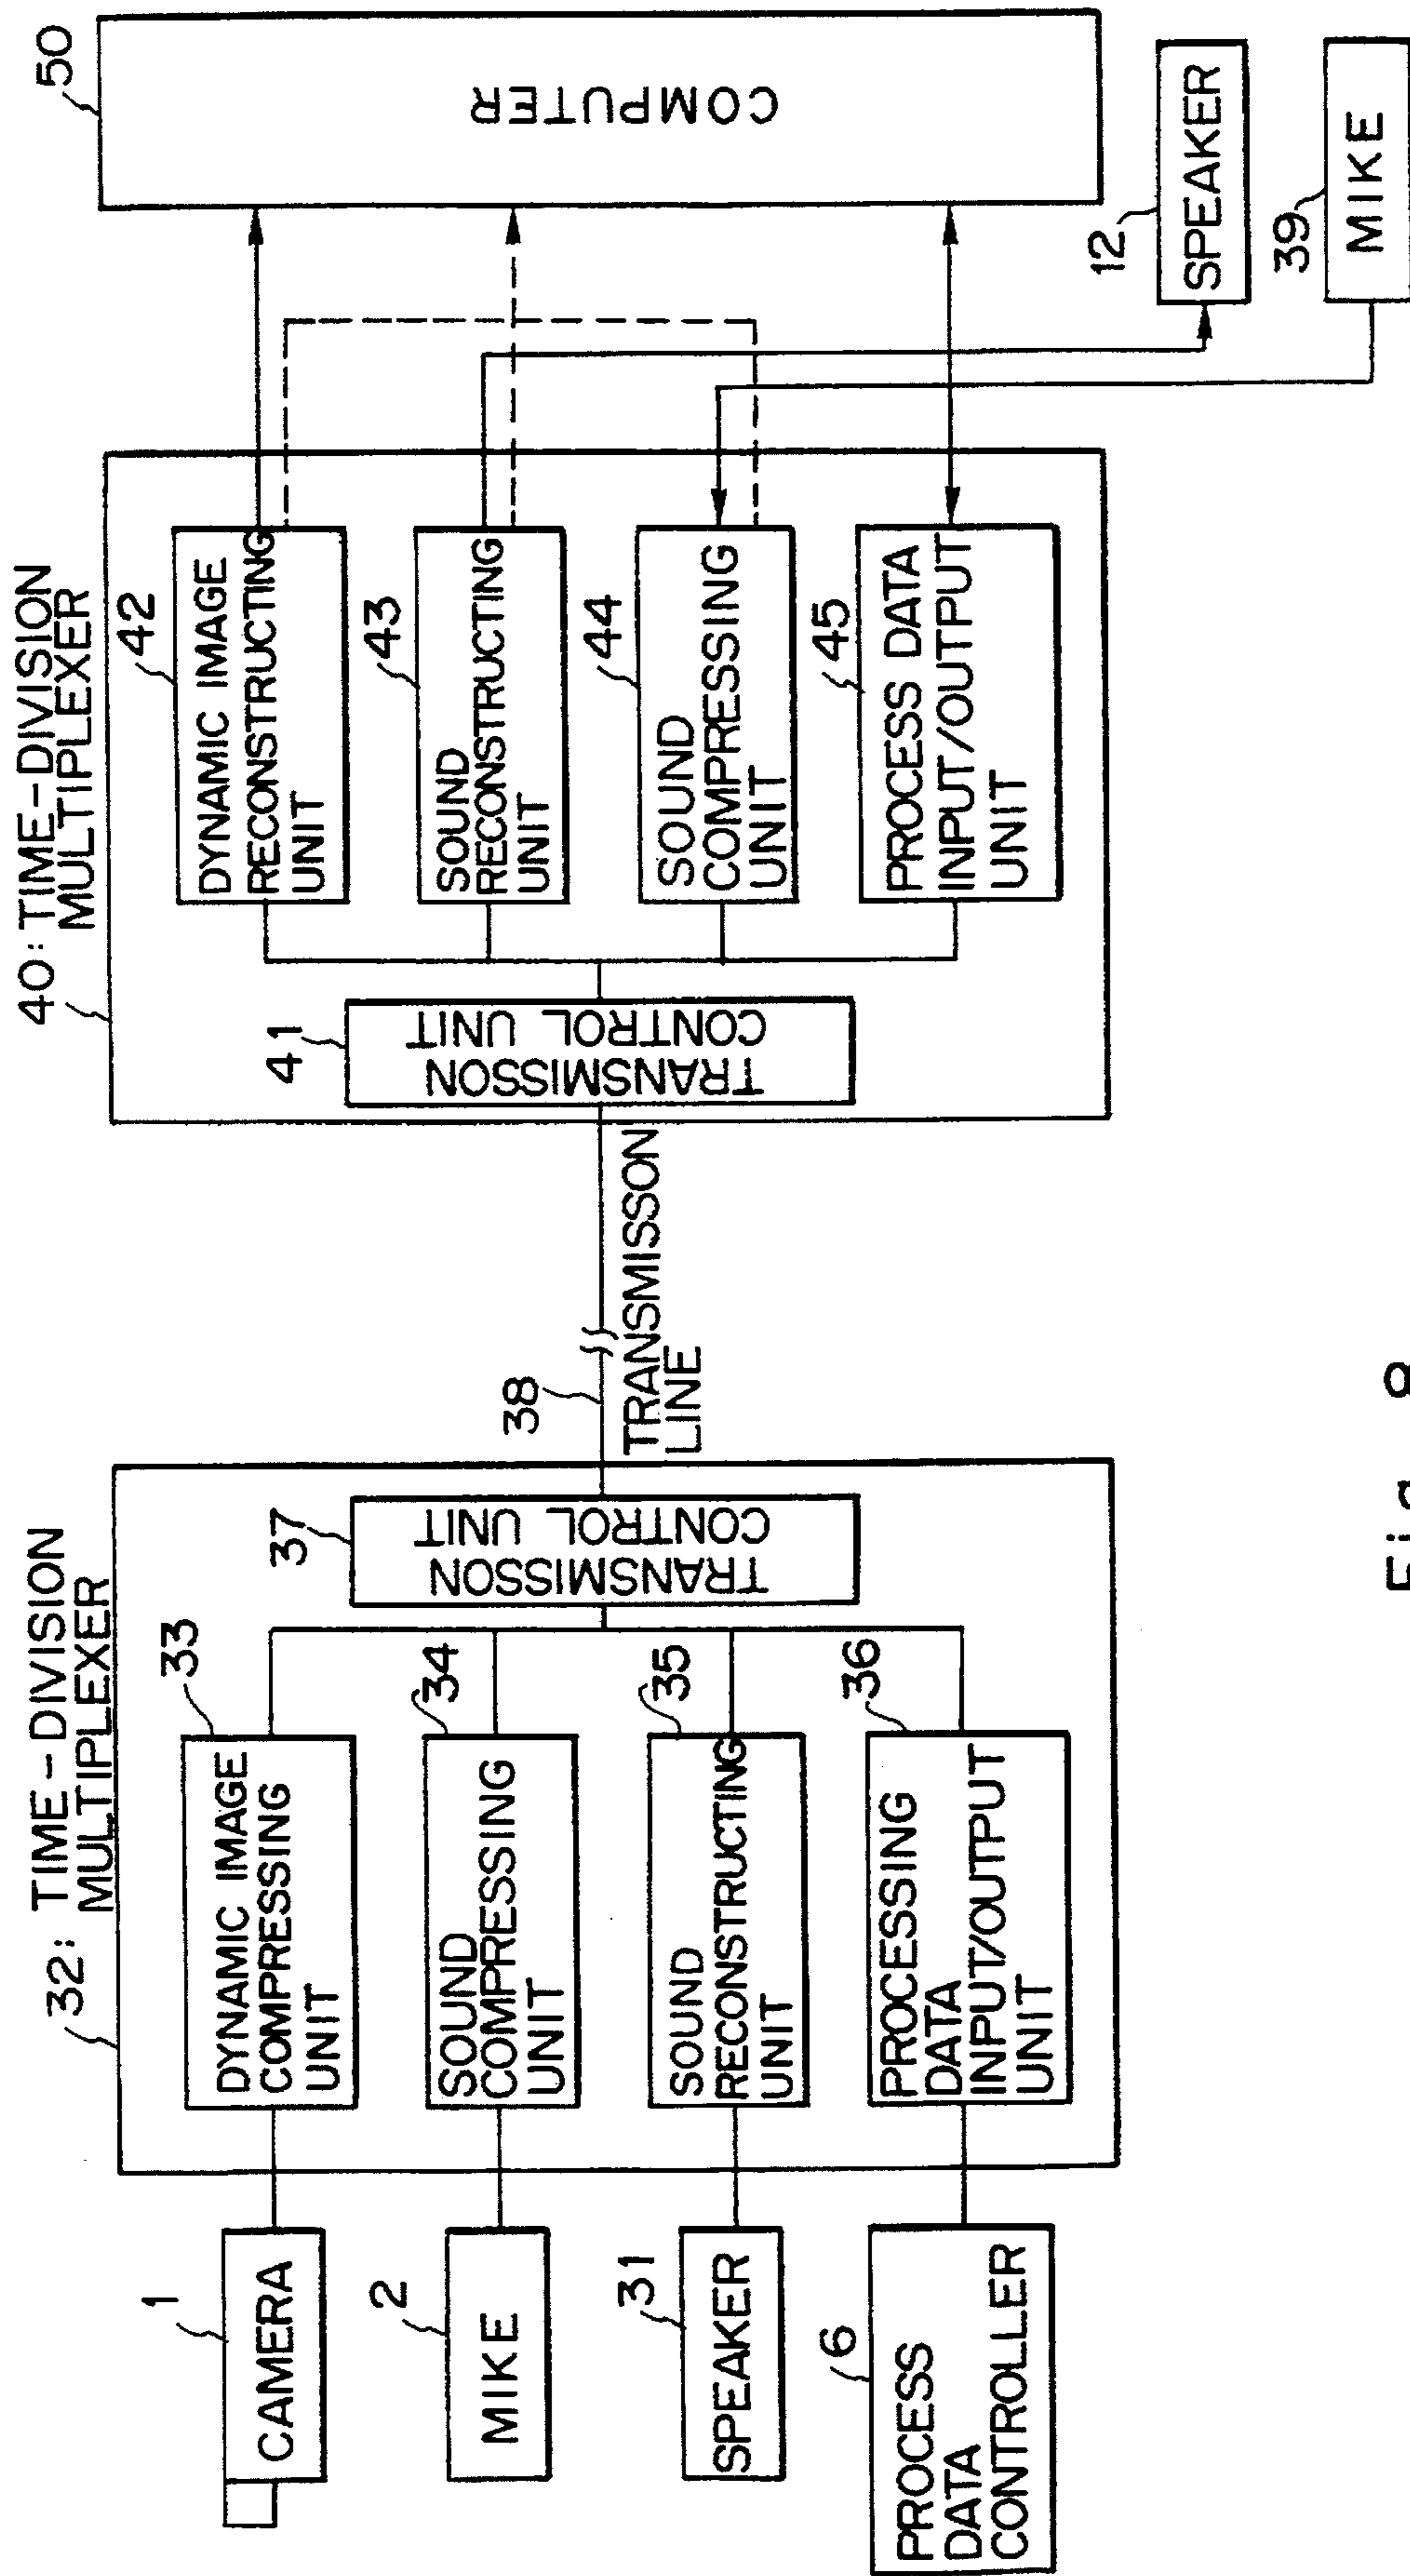 32: TIME-DIVISION
MULTIPLEXER
1
CAMERA
33
DYNAMIC IMAGE
COMPRESSING
UNIT
2
MIKE
34
SOUND
COMPRESSING
UNIT
31
SPEAKER
35
SOUND
RECONSTRUCTING
UNIT
6
PROCESS
DATA
CONTROLLER
36
PROCESSING
DATA
INPUT/OUTPUT
UNIT
37
TRANSMISSON
CONTROL UNIT
38
TRANSMISSON
LINE
40: TIME-DIVISION
MULTIPLEXER
41
TRANSMISSON
CONTROL UNIT
42
DYNAMIC IMAGE
RECONSTRUCTING
UNIT
43
SOUND
RECONSTRUCTING
UNIT
44
SOUND
COMPRESSING
UNIT
45
PROCESS DATA
INPUT/OUTPUT
UNIT
50
COMPUTER
12
SPEAKER
39
MIKE
Fig.